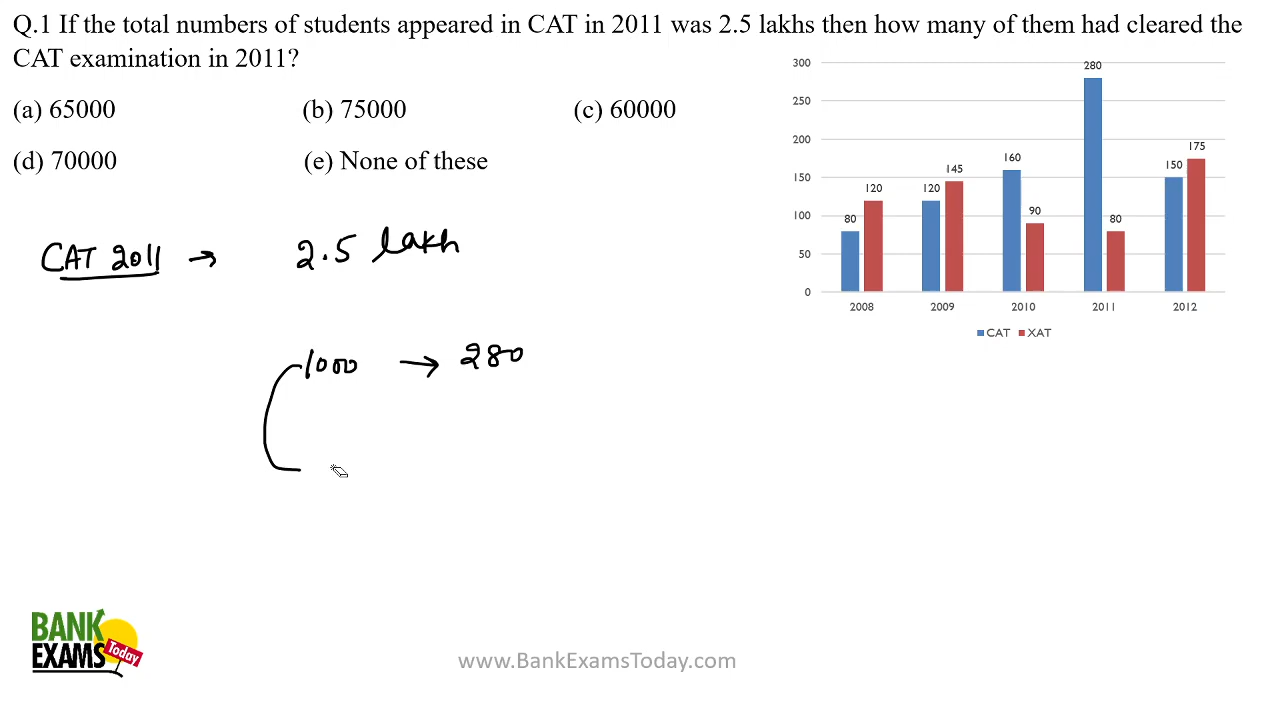 Q.1 If the total numbers of students appeared in CAT in 2011 was 2.5 lakhs then how many of them had cleared the
CAT examination in 2011?
(a) 65000 (b) 75000 (c) 60000
(d) 70000 (e) None of these
300
250
200
150
100
50
0
80 120 120 145 160 90 280 80 150 175
2008 2009 2010 2011 2012
CAT XAT
CAT 2011 → 2.5 lakh
1000 → 280
BANK
EXAMS Today
www.BankExamsToday.com